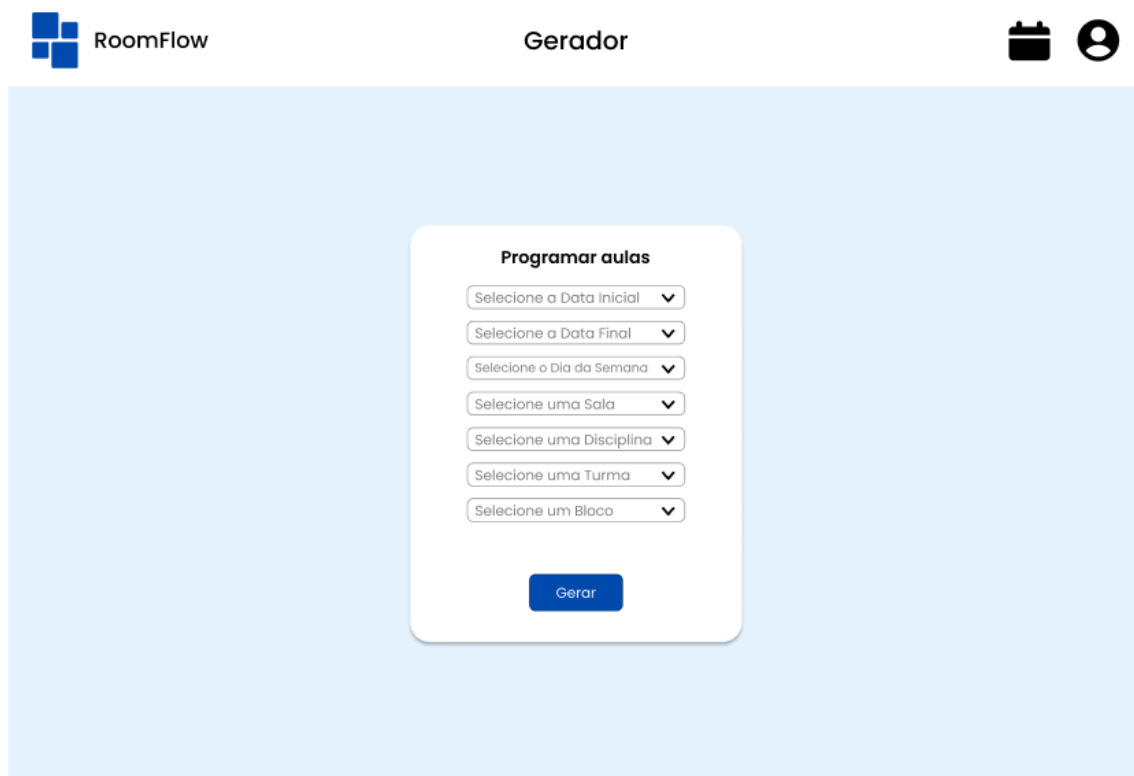 RoomFlow
Gerador
Programar aulas
Selecione a Data Inicial
Selecione a Data Final
Selecione o Dia da Semana
Selecione uma Sala
Selecione uma Disciplina
Selecione uma Turma
Selecione um Bloco
Gerar